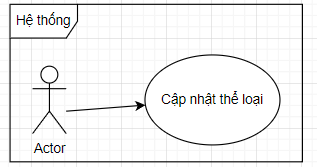 Hệ thống
Cập nhật thể loại
Actor